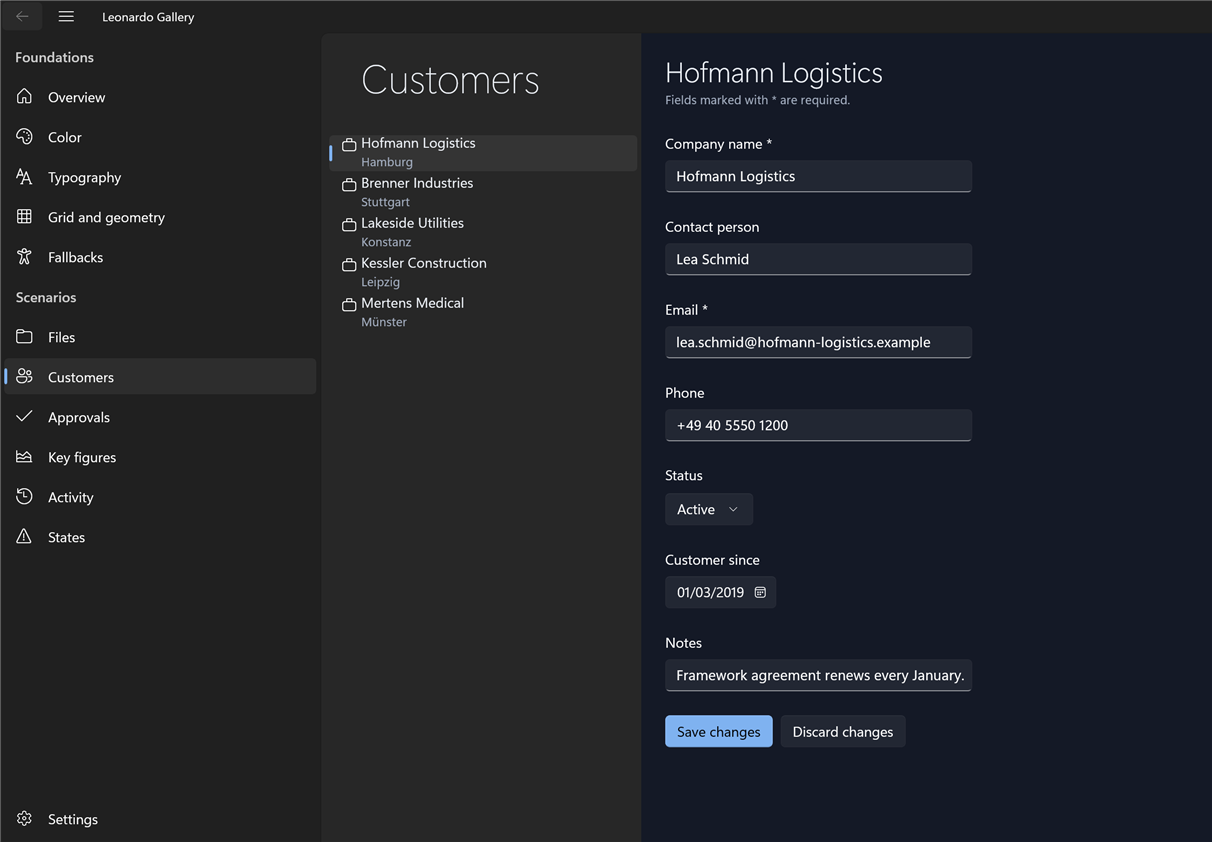 Leonardo Gallery
Foundations
Overview
Color
Typography
Grid and geometry
Fallbacks
Scenarios
Files
Customers
Approvals
Key figures
Activity
States
Settings
Customers
Hofmann Logistics
Hamburg
Brenner Industries
Stuttgart
Lakeside Utilities
Konstanz
Kessler Construction
Leipzig
Mertens Medical
Münster
Hofmann Logistics
Fields marked with * are required.
Company name *
Hofmann Logistics
Contact person
Lea Schmid
Email *
lea.schmid@hofmann-logistics.example
Phone
+49 40 5550 1200
Status
Active
Customer since
01/03/2019
Notes
Framework agreement renews every January.
Save changes
Discard changes